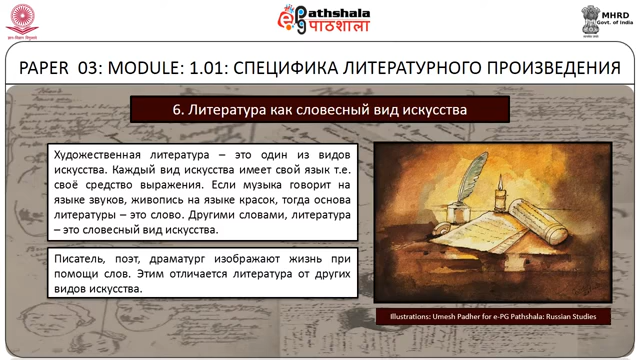 Pathshala
पाठशाला
MHRD
Govt. of India
PAPER 03: MODULE: 1.01: СПЕЦИФИКА ЛИТЕРАТУРНОГО ПРОИЗВЕДЕНИЯ
6. Литература как словесный вид искусства
Художественная литература – это один из видов
искусства. Каждый вид искусства имеет свой язык т.е.
своё средство выражения. Если музыка говорит на
языке звуков, живопись на языке красок, тогда основа
литературы – это слово. Другими словами, литература
– это словесный вид искусства.
Писатель, поэт, драматург изображают жизнь при
помощи слов. Этим отличается литература от других
видов искусства.
Illustrations: Umesh Padher for e-PG Pathshala: Russian Studies